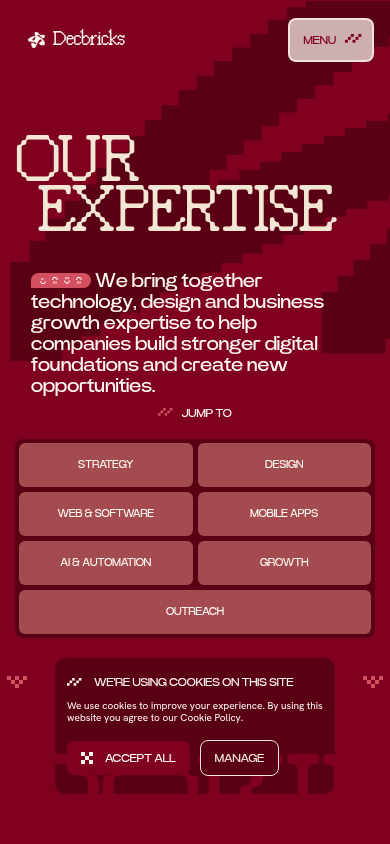 Decbricks
MENU
OUR
EXPERTISE
We bring together
technology, design and business
growth expertise to help
companies build stronger digital
foundations and create new
opportunities.
JUMP TO
STRATEGY
DESIGN
WEB & SOFTWARE
MOBILE APPS
AI & AUTOMATION
GROWTH
OUTREACH
WE'RE USING COOKIES ON THIS SITE
We use cookies to improve your experience. By using this
website you agree to our Cookie Policy.
ACCEPT ALL
MANAGE